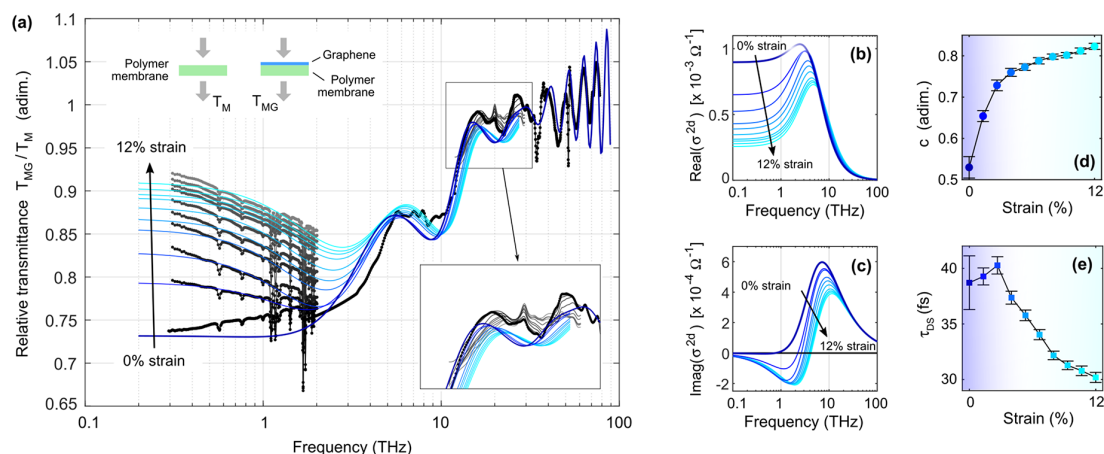 (a)
Relative transmittance T_MG / T_M (adim.)
1.1
1.05
1
0.95
0.90
0.85
0.8
0.75
0.7
0.65
0.1
1
10
100
Frequency (THz)
Polymer
membrane
T_M
T_MG
Graphene
Polymer
membrane
12% strain
0% strain
(b)
Real(σ^2d) [x 10^-3 Ω^-1]
1
0.5
0
0% strain
12% strain
0.1
1
10
100
Frequency (THz)
(c)
Imag(σ^2d) [x 10^-4 Ω^-1]
6
4
2
0
-2
0% strain
12% strain
0.1
1
10
100
Frequency (THz)
(d)
c (adim.)
0.8
0.7
0.6
0.5
0
12
Strain (%)
(e)
τ_DS (fs)
40
35
30
0
12
Strain (%)